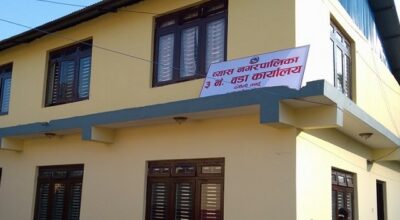 ब्यास नगरपालिका
३ नं. वडा कार्यालय